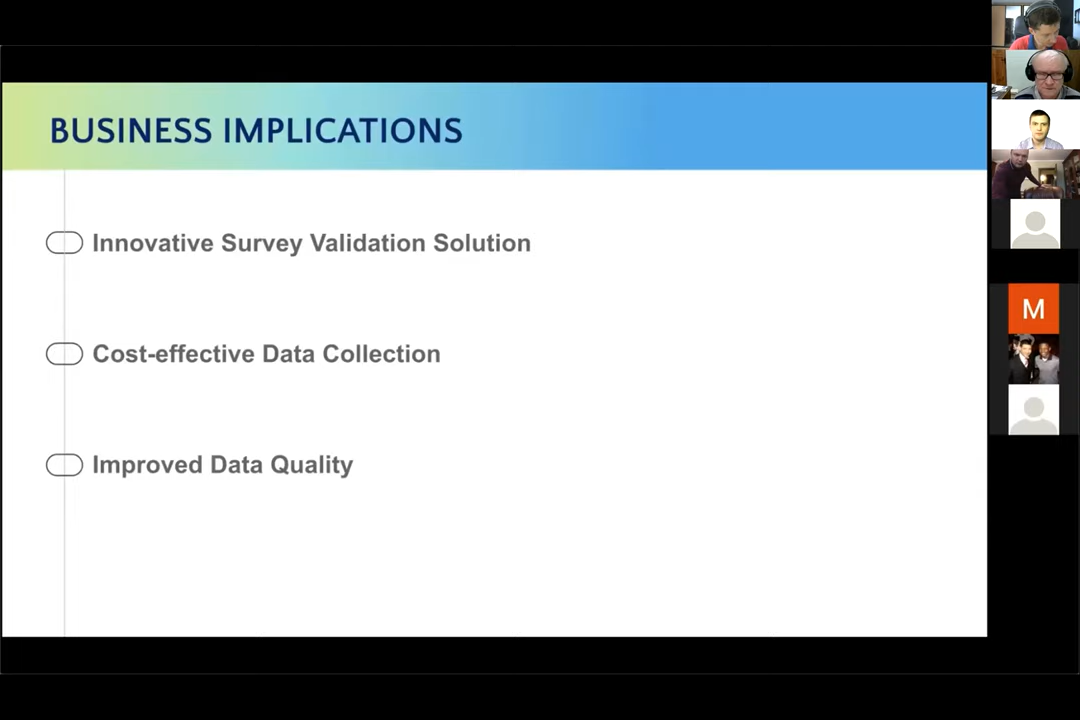 BUSINESS IMPLICATIONS
Innovative Survey Validation Solution
Cost-effective Data Collection
Improved Data Quality
M